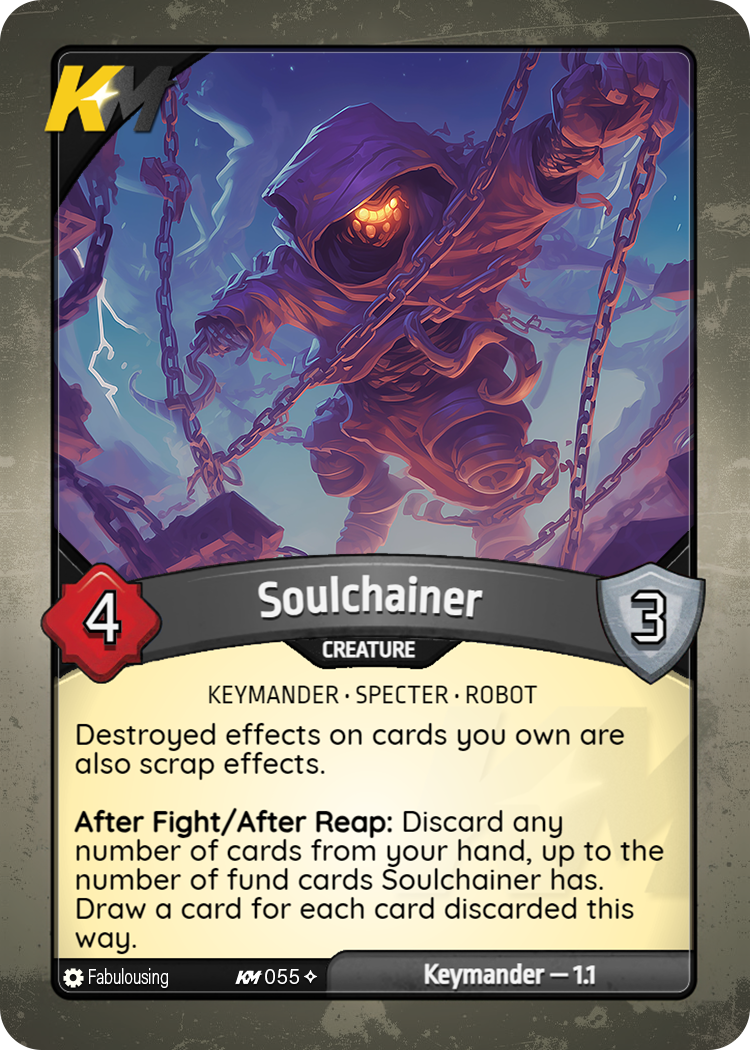 KM
Soulchainer
4
3
CREATURE
KEYMANDER · SPECTER · ROBOT
Destroyed effects on cards you own are
also scrap effects.
After Fight/After Reap: Discard any
number of cards from your hand, up to the
number of fund cards Soulchainer has.
Draw a card for each card discarded this
way.
Fabulousing
KM 055
Keymander – 1.1